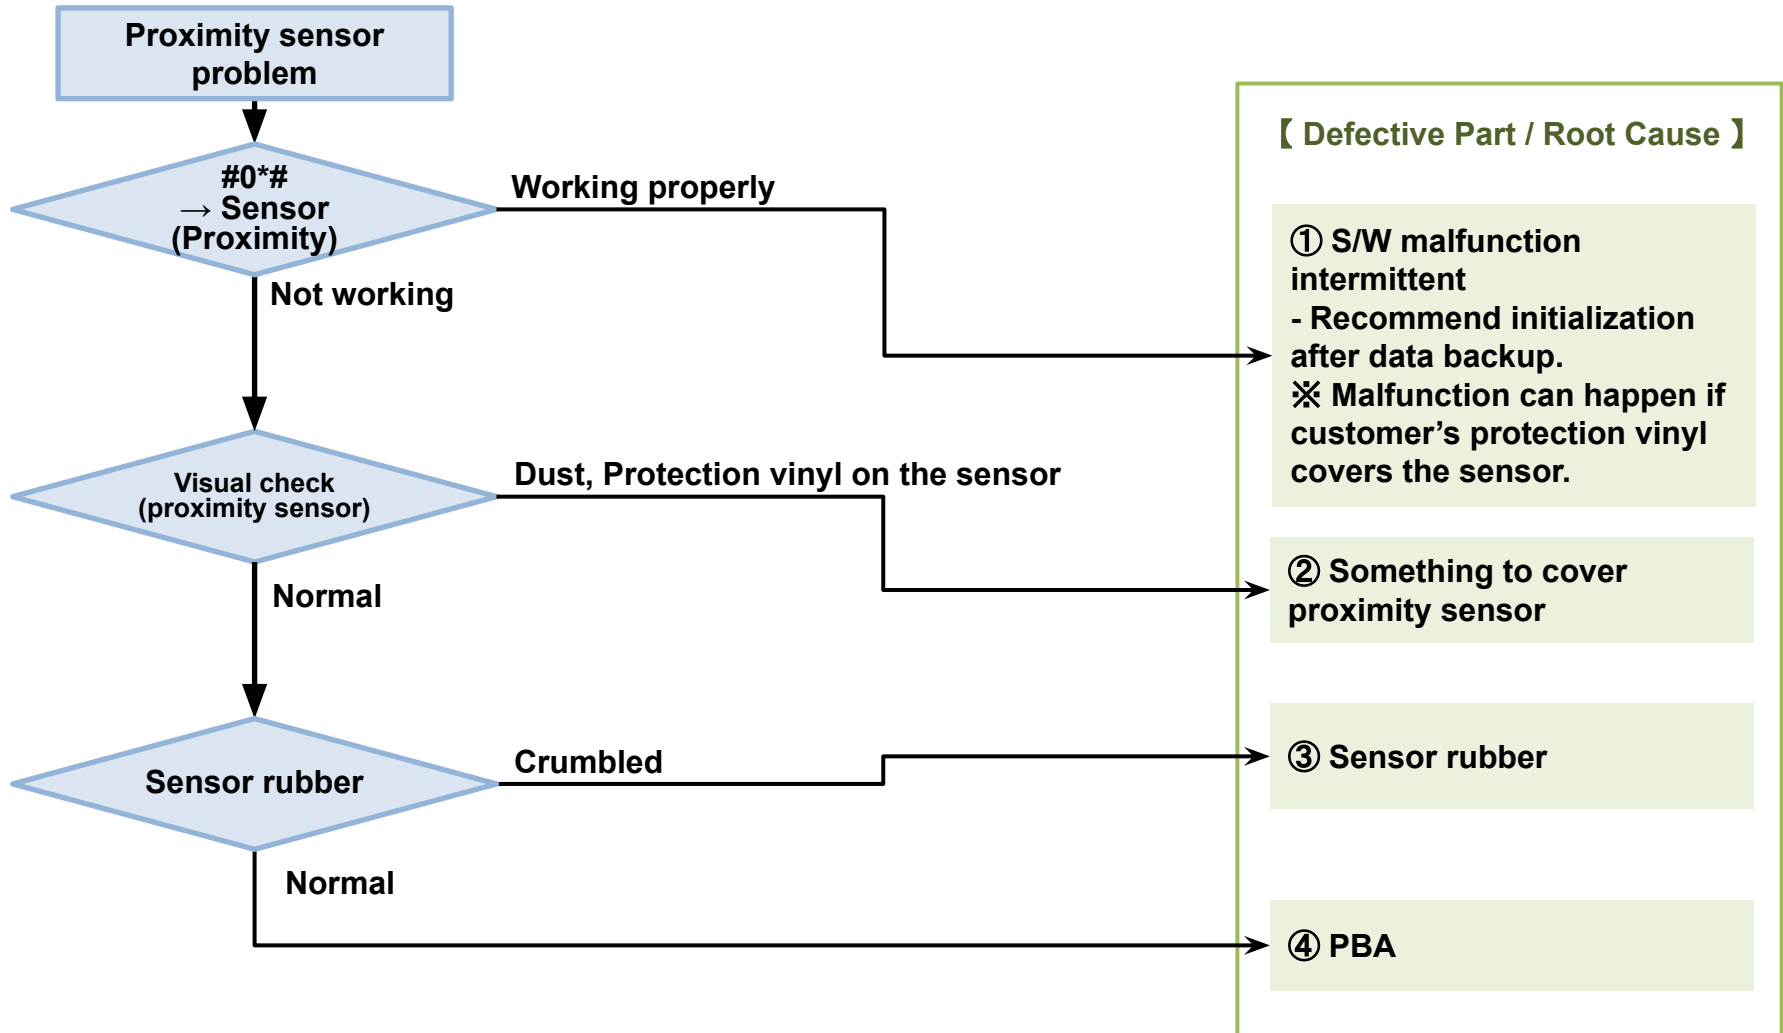 Proximity sensor
problem
#0*#
→ Sensor
(Proximity)
Working properly
Not working
Visual check
(proximity sensor)
Dust, Protection vinyl on the sensor
Normal
Sensor rubber
Crumbled
Normal
【 Defective Part / Root Cause 】
① S/W malfunction
intermittent
- Recommend initialization
after data backup.
※ Malfunction can happen if
customer’s protection vinyl
covers the sensor.
② Something to cover
proximity sensor
③ Sensor rubber
④ PBA